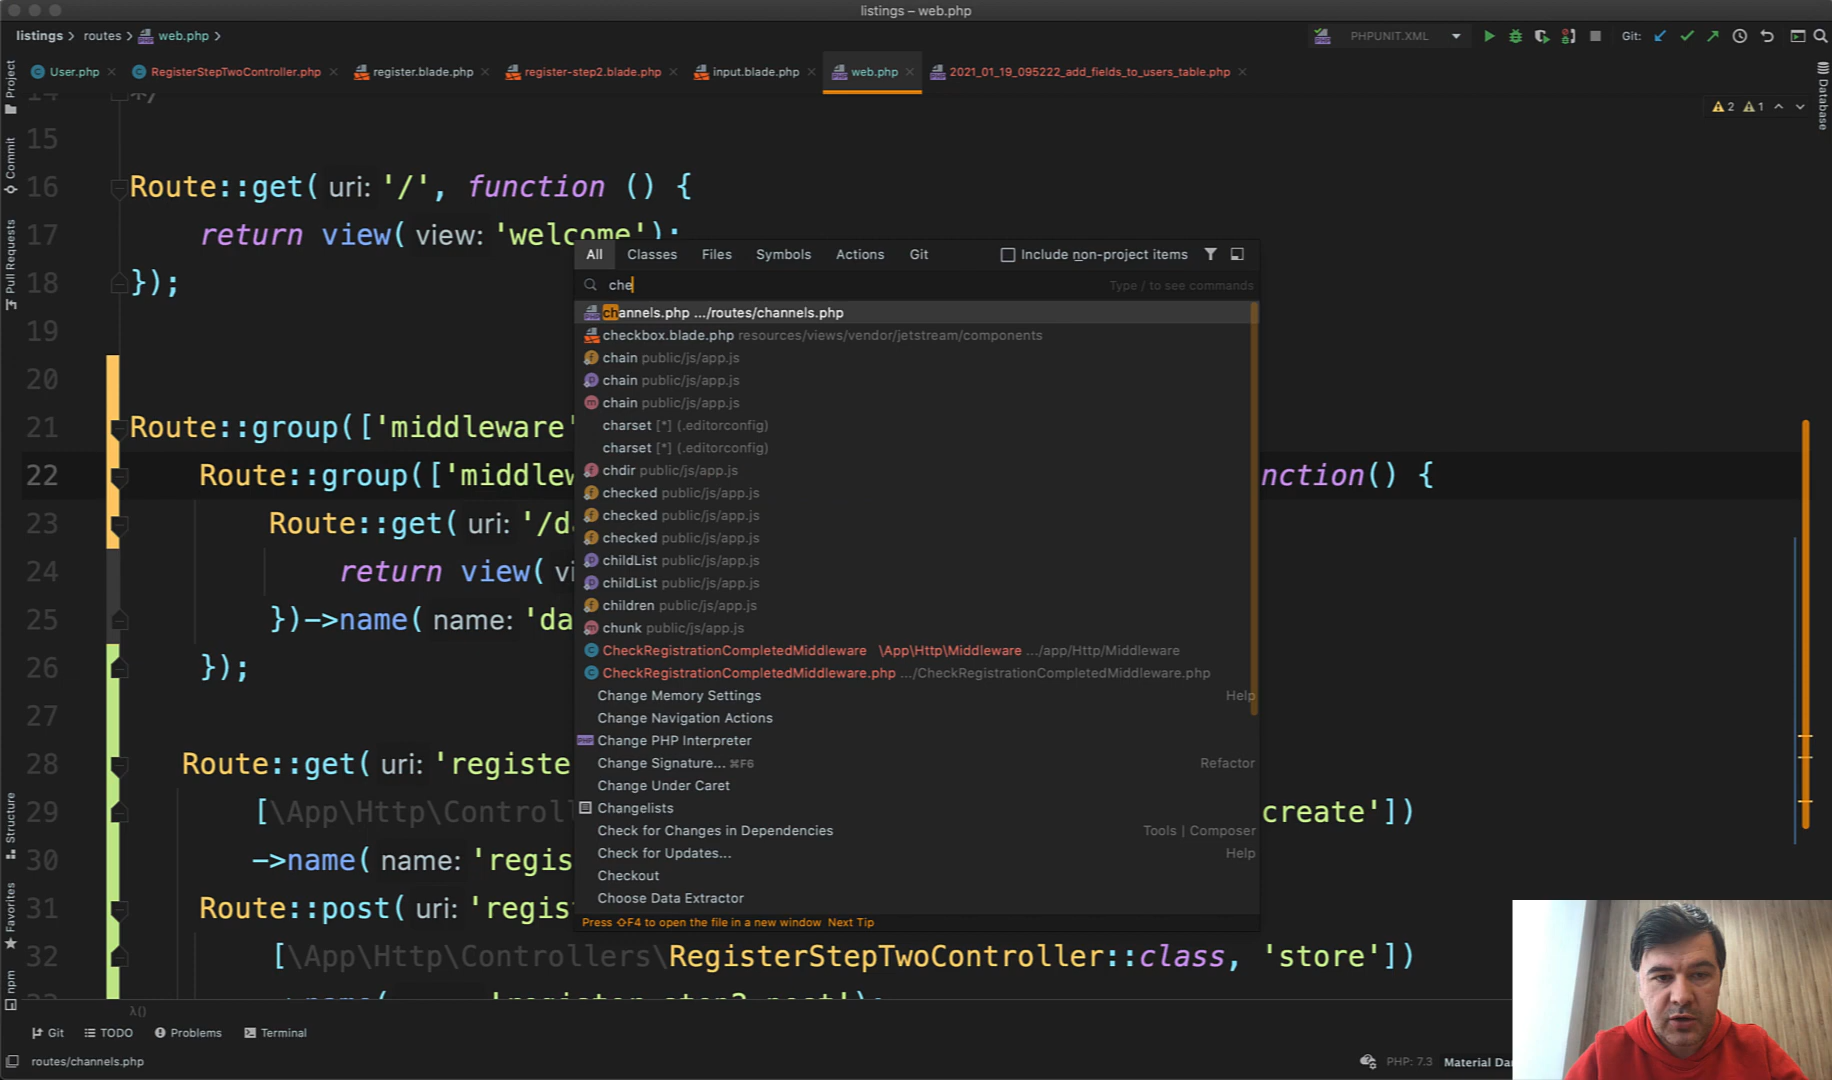 listings – web.php
listings > routes > web.php >
PHPUNIT.XML
Git:
User.php
RegisterStepTwoController.php
register.blade.php
register-step2.blade.php
input.blade.php
web.php
2021_01_19_095222_add_fields_to_users_table.php
Project
Commit
Pull Requests
Structure
Favorites
npm
Database
2 1
14 */
15
16 Route::get( uri: '/', function () {
17 return view( view: 'welcome');
18 });
19
20
21 Route::group(['middleware'
22 Route::group(['middlew nction() {
23 Route::get( uri: '/da
24 return view( vi
25 })->name( name: 'da
26 });
27
28 Route::get( uri: 'registe
29 [\App\Http\Controll create'])
30 ->name( name: 'regis
31 Route::post( uri: 'regis
32 [\App\Http\Controllers\RegisterStepTwoController::class, 'store'])
All Classes Files Symbols Actions Git Include non-project items
che Type / to see commands
channels.php .../routes/channels.php
checkbox.blade.php resources/views/vendor/jetstream/components
chain public/js/app.js
chain public/js/app.js
chain public/js/app.js
charset [*] (.editorconfig)
charset [*] (.editorconfig)
chdir public/js/app.js
checked public/js/app.js
checked public/js/app.js
checked public/js/app.js
childList public/js/app.js
childList public/js/app.js
children public/js/app.js
chunk public/js/app.js
CheckRegistrationCompletedMiddleware \App\Http\Middleware .../app/Http/Middleware
CheckRegistrationCompletedMiddleware.php .../CheckRegistrationCompletedMiddleware.php
Change Memory Settings Help
Change Navigation Actions
PHP Change PHP Interpreter
Change Signature... ⌘F6 Refactor
Change Under Caret
Changelists
Check for Changes in Dependencies Tools | Composer
Check for Updates... Help
Checkout
Choose Data Extractor
Press ⇧F4 to open the file in a new window Next Tip
λ()
Git TODO Problems Terminal
routes/channels.php
PHP: 7.3 Material Da